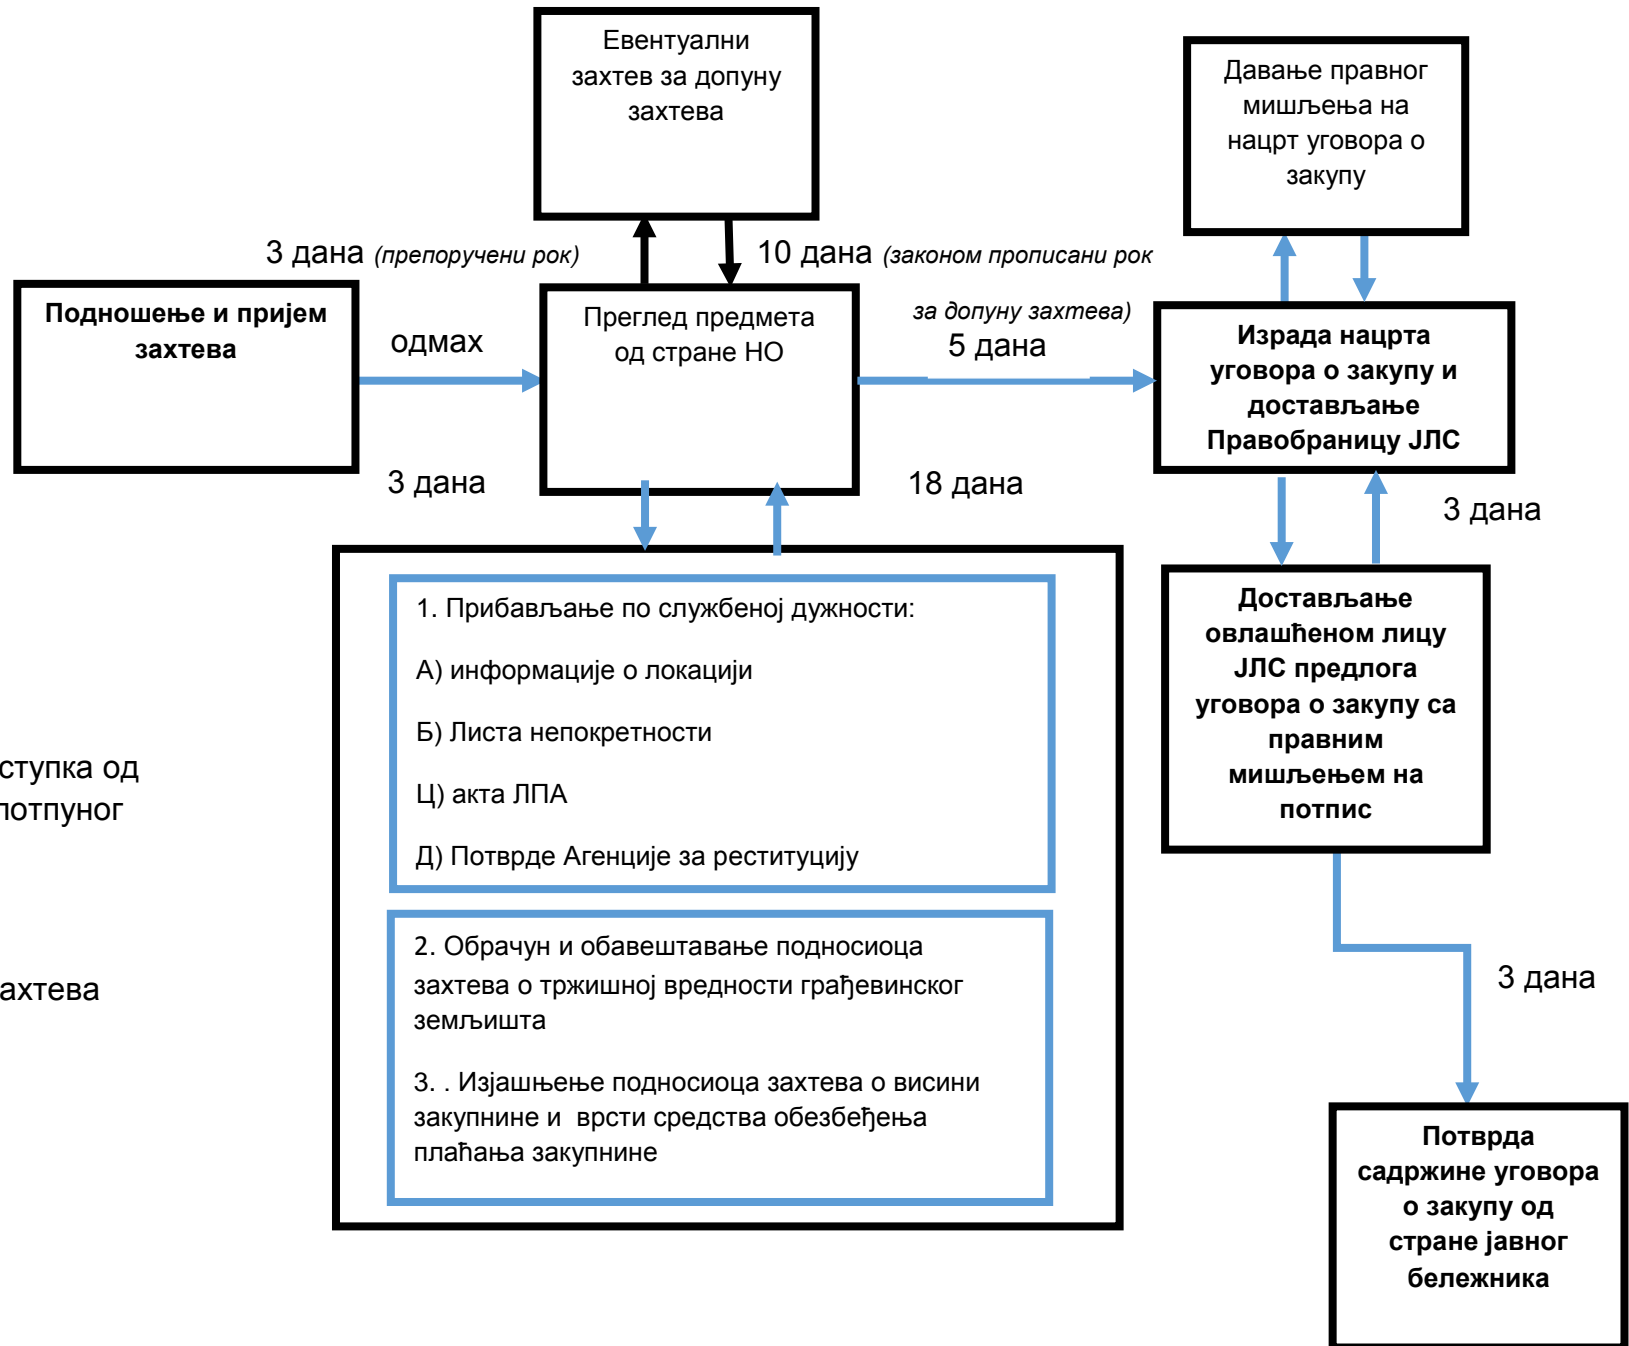 Евентуални
захтев за допуну
захтева
Давање правног
мишљења на
нацрт уговора о
закупу
3 дана (препоручени рок)
10 дана (законом прописани рок
за допуну захтева)
Подношење и пријем
захтева
одмах
Преглед предмета
од стране НО
5 дана
Израда нацрта
уговора о закупу и
достављање
Правобраницу ЈЛС
3 дана
18 дана
3 дана
1. Прибављање по службеној дужности:
А) информације о локацији
Б) Листа непокретности
Ц) акта ЛПА
Д) Потврде Агенције за реституцију
2. Обрачун и обавештавање подносиоца
захтева о тржишној вредности грађевинског
земљишта
3. . Изјашњење подносиоца захтева о висини
закупнине и врсти средства обезбеђења
плаћања закупнине
Достављање
овлашћеном лицу
ЈЛС предлога
уговора о закупу са
правним
мишљењем на
потпис
ступка од
потпуног
ахтева
3 дана
Потврда
садржине уговора
о закупу од
стране јавног
бележника